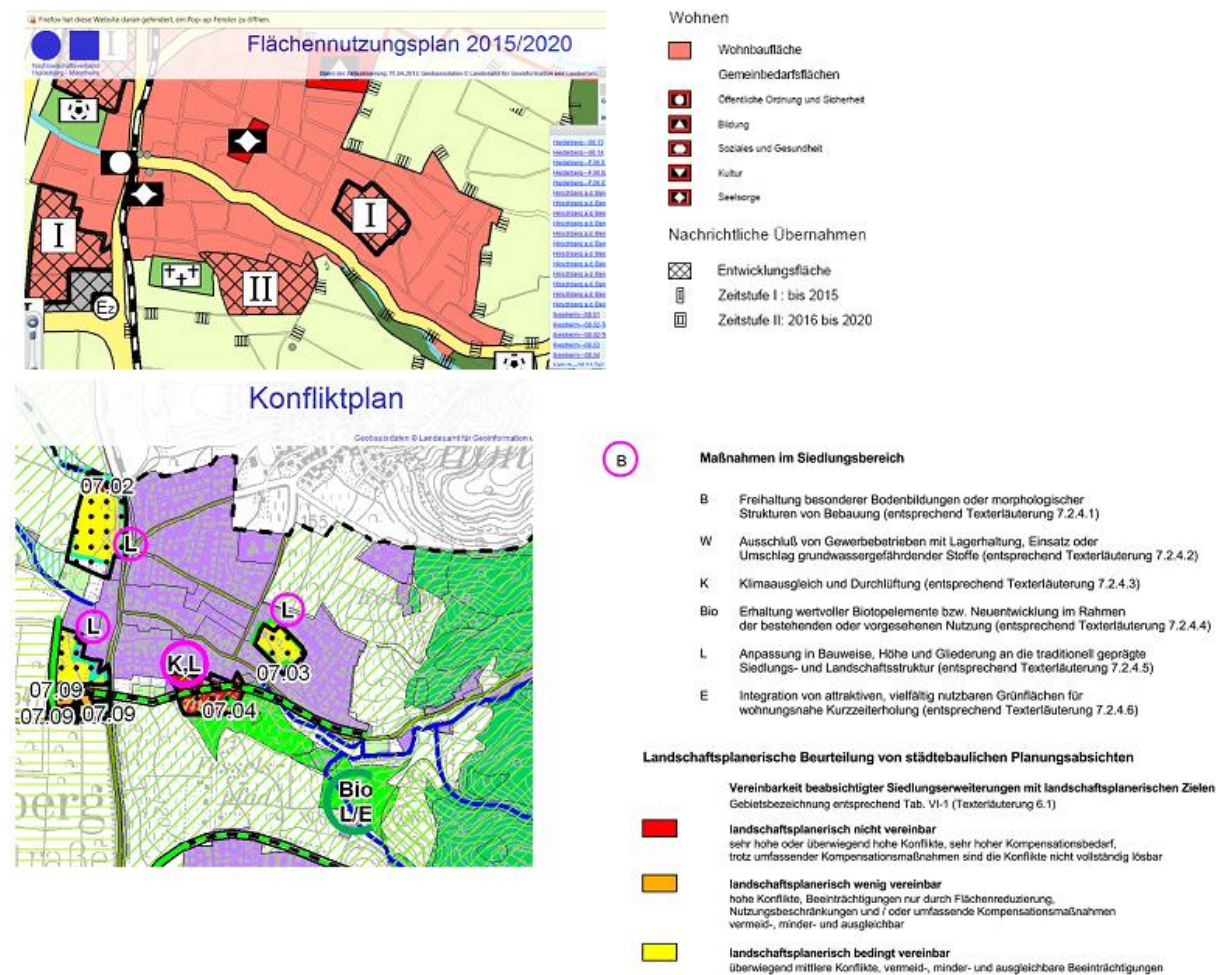 Firefox hat diese Website daran gehindert, ein Pop-up-Fenster zu öffnen.
Flächennutzungsplan 2015/2020
Nachbarschaftsverband
Heidelberg - Mannheim
I
I
I
II
Ez
Wohnen
Wohnbaufläche
Gemeinbedarfsflächen
Öffentliche Ordnung und Sicherheit
Bildung
Soziales und Gesundheit
Kultur
Seelsorge
Nachrichtliche Übernahmen
Entwicklungsfläche
Zeitstufe I : bis 2015
Zeitstufe II: 2016 bis 2020
Konfliktplan
Geobasisdaten © Landesamt für Geoinformation u
07.02
L
L
L
K,L
07.03
07.09
07.09
07.09
07.04
Bio
L/E
B
Maßnahmen im Siedlungsbereich
B Freihaltung besonderer Bodenbildungen oder morphologischer
Strukturen von Bebauung (entsprechend Texterläuterung 7.2.4.1)
W Ausschluß von Gewerbebetrieben mit Lagerhaltung, Einsatz oder
Umschlag grundwassergefährdender Stoffe (entsprechend Texterläuterung 7.2.4.2)
K Klimaausgleich und Durchlüftung (entsprechend Texterläuterung 7.2.4.3)
Bio Erhaltung wertvoller Biotopelemente bzw. Neuentwicklung im Rahmen
der bestehenden oder vorgesehenen Nutzung (entsprechend Texterläuterung 7.2.4.4)
L Anpassung in Bauweise, Höhe und Gliederung an die traditionell geprägte
Siedlungs- und Landschaftsstruktur (entsprechend Texterläuterung 7.2.4.5)
E Integration von attraktiven, vielfältig nutzbaren Grünflächen für
wohnungsnahe Kurzzeiterholung (entsprechend Texterläuterung 7.2.4.6)
Landschaftsplanerische Beurteilung von städtebaulichen Planungsabsichten
Vereinbarkeit beabsichtigter Siedlungserweiterungen mit landschaftsplanerischen Zielen
Gebietsbezeichnung entsprechend Tab. VI-1 (Texterläuterung 6.1)
landschaftsplanerisch nicht vereinbar
sehr hohe oder überwiegend hohe Konflikte, sehr hoher Kompensationsbedarf,
trotz umfassender Kompensationsmaßnahmen sind die Konflikte nicht vollständig lösbar
landschaftsplanerisch wenig vereinbar
hohe Konflikte, Beeinträchtigungen nur durch Flächenreduzierung,
Nutzungsbeschränkungen und / oder umfassende Kompensationsmaßnahmen
vermeid-, minder- und ausgleichbar
landschaftsplanerisch bedingt vereinbar
überwiegend mittlere Konflikte, vermeid-, minder- und ausgleichbare Beeinträchtigungen